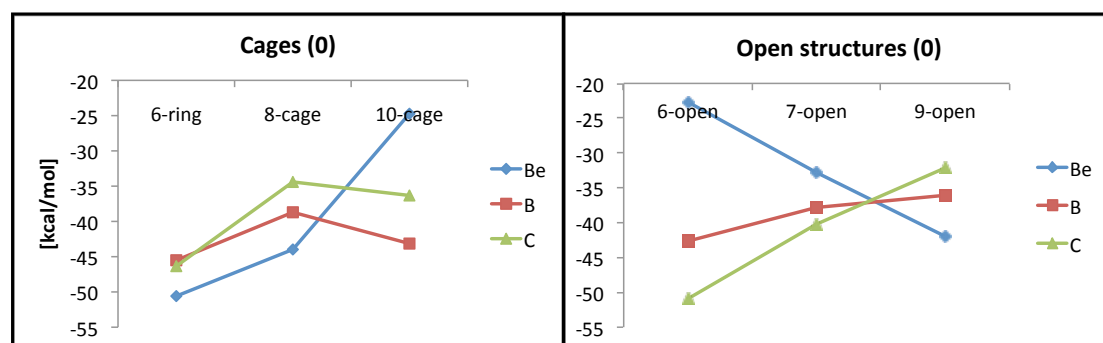 Cages (0)
[kcal/mol]
-20
-25
-30
-35
-40
-45
-50
-55
6-ring
8-cage
10-cage
Be
B
C
Open structures (0)
-20
-25
-30
-35
-40
-45
-50
-55
6-open
7-open
9-open
Be
B
C